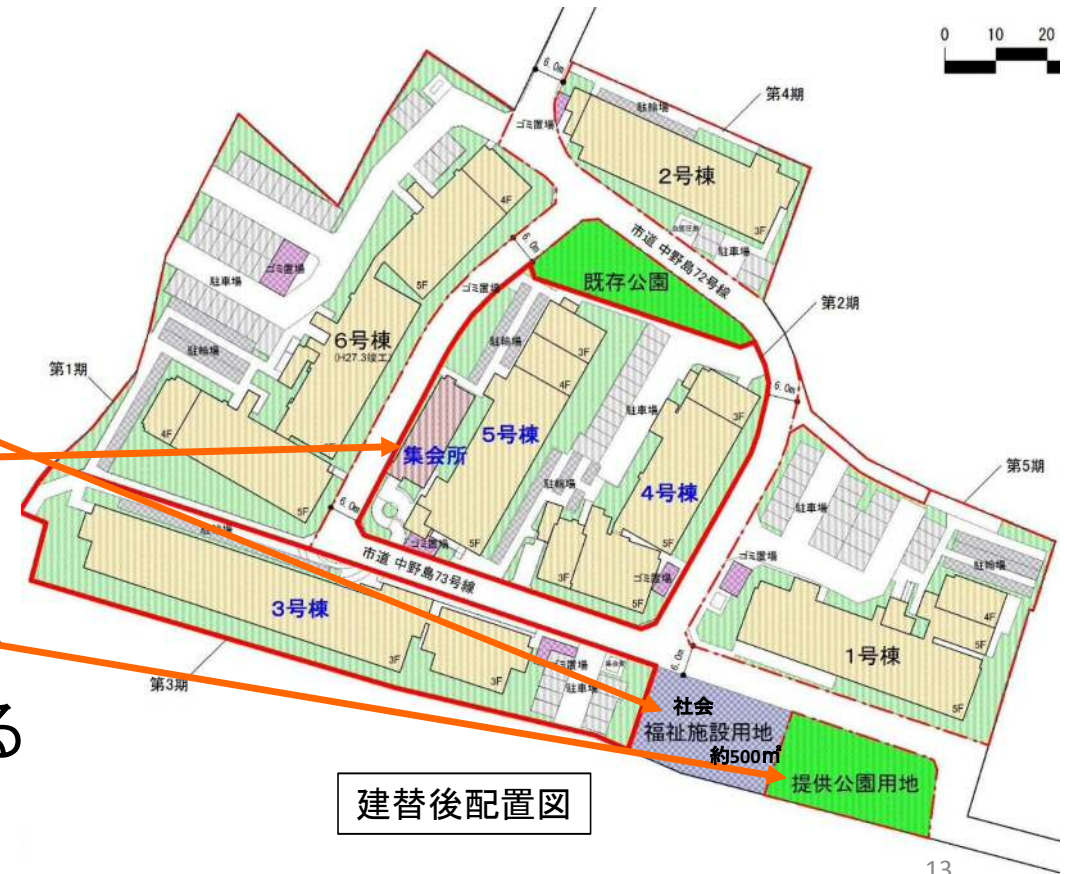 0 10 20
6.0m
第4期
駐輪場
ゴミ置場
2号棟
3F
駐車場
市道 中野島72号線
4F
6.0m
既存公園
第2期
ゴミ置場
駐車場
5F
ゴミ置場
6号棟
(H27.3竣工)
駐輪場
3F
4F
駐輪場
第1期
6.0m
3F
駐車場
4F
5号棟
集会所
4号棟
第5期
駐車場
駐輪場
5F
6.0m
ゴミ置場
5F
5F
駐輪場
市道 中野島73号線
3F
ゴミ置場
5F
ゴミ置場
駐輪場
4F
5F
3号棟
1号棟
5F
3F
3F
ゴミ置場
駐車場
6.0m
第3期
社会
福祉施設用地
約500㎡
提供公園用地
る
建替後配置図
13